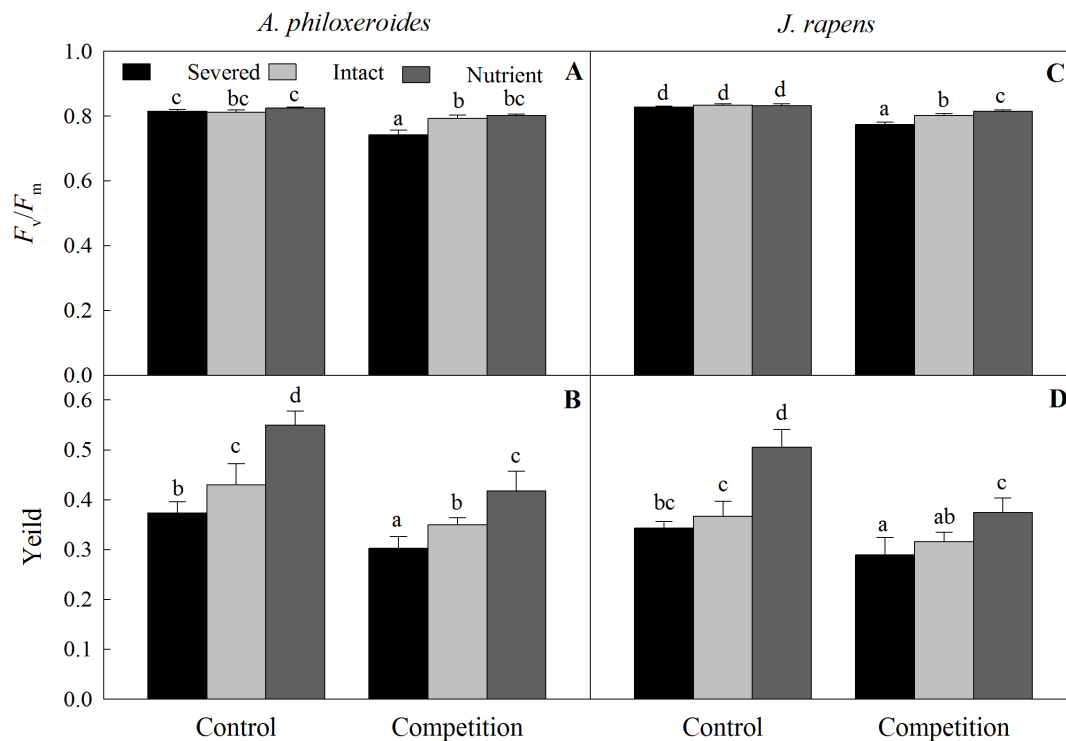 A. philoxeroides J. rapens
1.0 0.8 0.6 0.4 0.2 0.0
Fv/Fm
Severed Intact Nutrient
A
c bc c a b bc
C
d d d a b c
0.6 0.5 0.4 0.3 0.2 0.1 0.0
Yeild
B
b c d a b c
D
bc c d a ab c
Control Competition Control Competition